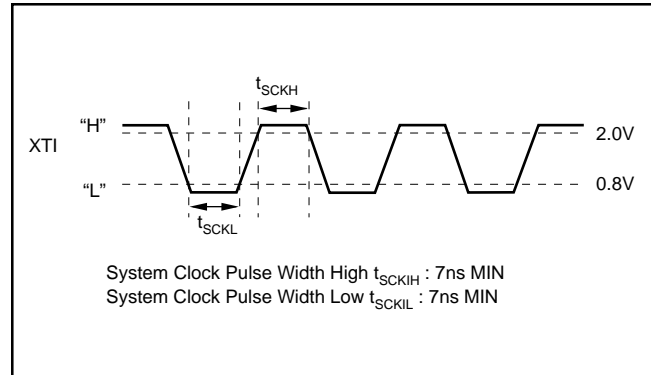 tSCKH
“H”
2.0V
XTI
0.8V
“L”
tSCKL
System Clock Pulse Width High tSCKIH : 7ns MIN
System Clock Pulse Width Low tSCKIL : 7ns MIN